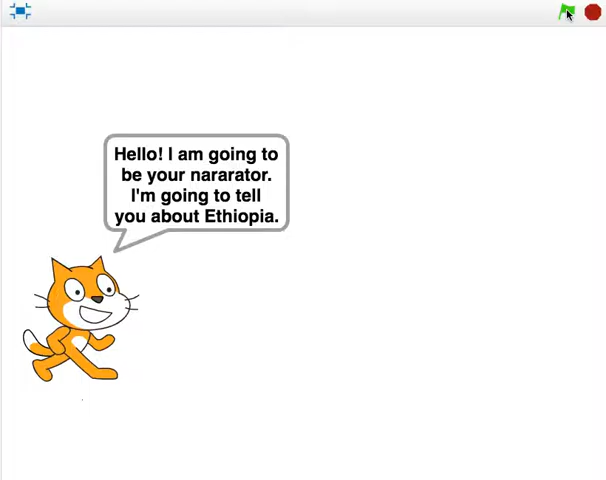 Hello! I am going to
be your nararator.
I'm going to tell
you about Ethiopia.